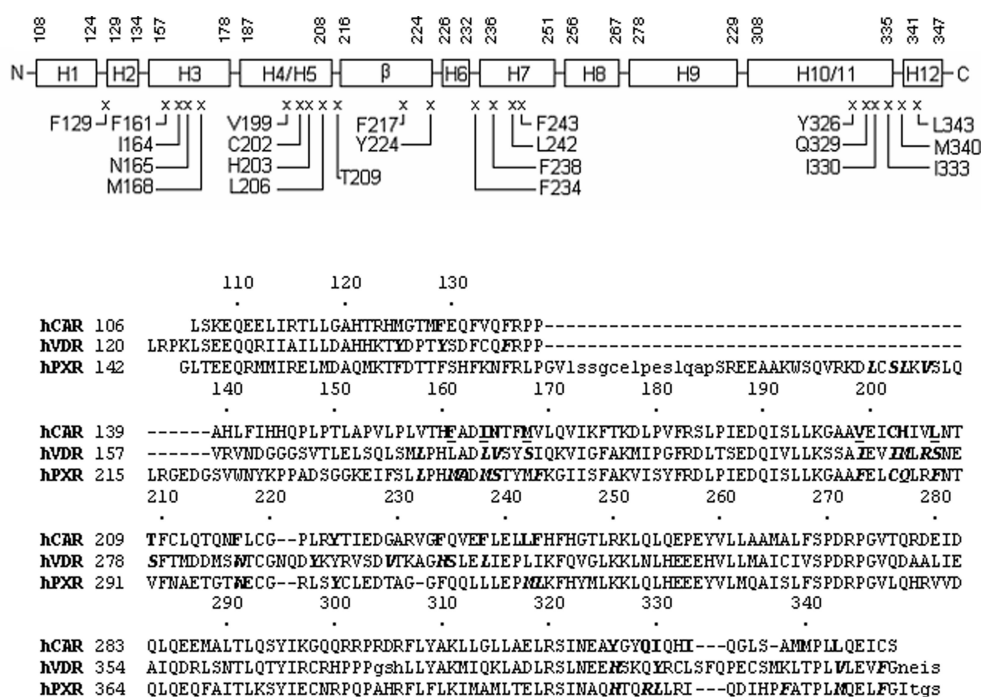 108 124 129 134 157 178 187 208 216 224 226 232 236 251 256 267 278 229 308 335 341 347
N H1 H2 H3 H4/H5 β H6 H7 H8 H9 H10/11 H12 C
x x x x x x x x x x x x x x x x x x x x x x x
F129 F161 V199 F217 F243 Y326 L343
I164 C202 Y224 L242 Q329 M340
N165 H203 F238 I330 I333
M168 L206 T209 F234
110 120 130
. . .
hCAR 106 LSKEQEELIRTLLGAHTRHMGTMFEQFVQFRPP---------------------------------------
hVDR 120 LRPKLSEEQQRIIAILLDAHHKTYDPTYSDFCQFRPP---------------------------------------
hPXR 142 GLTEEQRMMIRELMDAQMKTFDTTFSHFKNFRLPGVlssgcelpeslqapSREEAAKWSQVRKDLCSLKVSLQ
140 150 160 170 180 190 200
. . . . . . .
hCAR 139 ------AHLFIHHQPLPTLAPVLPLVTHFADINTFMVLQVIKFTKDLPVFRSLPIEDQISLLKGAAVEICHIVLNT
hVDR 157 ------VRVNDGGGSVTLELSQLSMLPHLADLVSYSIQKVIGFAKMIPGFRDLTSEDQIVLLKSSAIEVIMLRSNE
hPXR 215 LRGEDGSVWNYKPPADSGGKEIFSLLPHMADMSTYMFKGIISFAKVISYFRDLPIEDQISLLKGAAFELCQLRFNT
210 220 230 240 250 260 270 280
. . . . . . . .
hCAR 209 TFCLQTQNFLCG--PLRYTIEDGARVGFQVEFLELLFHFHGTLRKLQLQEPEYVLLAAMALFSPDRPGVTQRDEID
hVDR 278 SFTMDDMSWTCGNQDYKYRVSDVTKAGHSLELIEPLIKFQVGLKKLNLHEEEHVLLMAICIVSPDRPGVQDAALIE
hPXR 291 VFNAETGTWECGRLSYCLEDTAG-GFQQLLLEPMLKFHYMLKKLQLHEEEYVLMQAISLFSPDRPGVLQHRVVD
290 300 310 320 330 340
. . . . . .
hCAR 283 QLQEEMALTLQSYIKGQQRRPRDRFLYAKLLGLLAELRSINEAYGYQIQHI---QGLS-AMMPLLQEICS
hVDR 354 AIQDRLSNTLQTYIRCRHPPPgshLLYAKMIQKLADLRSLNEEHSKQYRCLSFQPECSMKLTPLVLEVFGneis
hPXR 364 QLQEQFAITLKSYIECNRPQPAHRFLFLKIMAMLTELRSINAQHTQRLLRI---QDIHPFATPLMQELFGItgs